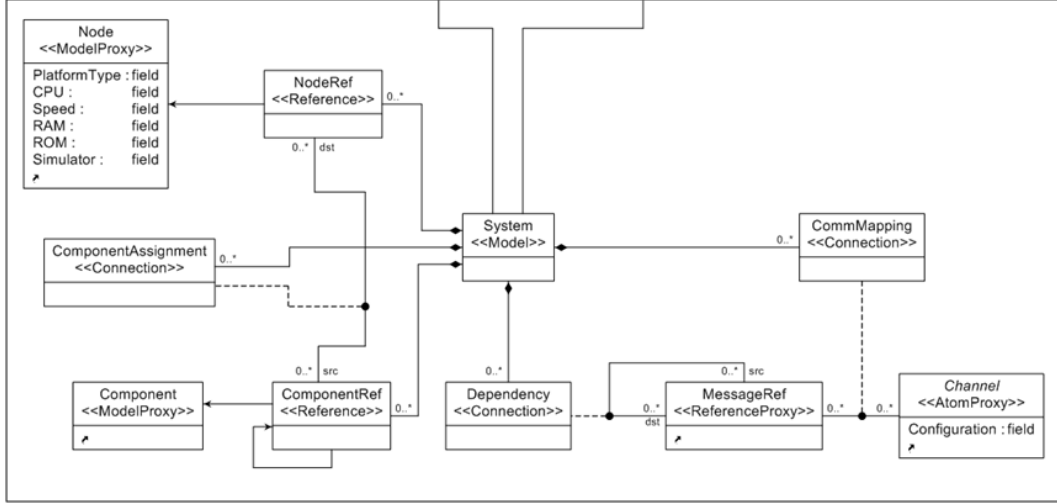 Node
<<ModelProxy>>
PlatformType : field
CPU : field
Speed : field
RAM : field
ROM : field
Simulator : field
NodeRef
<<Reference>>
0..*
0..* dst
System
<<Model>>
CommMapping
<<Connection>>
0..*
ComponentAssignment
<<Connection>>
0..*
0..* src
0..*
0..* src
Component
<<ModelProxy>>
ComponentRef
<<Reference>>
0..*
Dependency
<<Connection>>
MessageRef
<<ReferenceProxy>>
0..*
dst
0..*
0..*
Channel
<<AtomProxy>>
Configuration : field